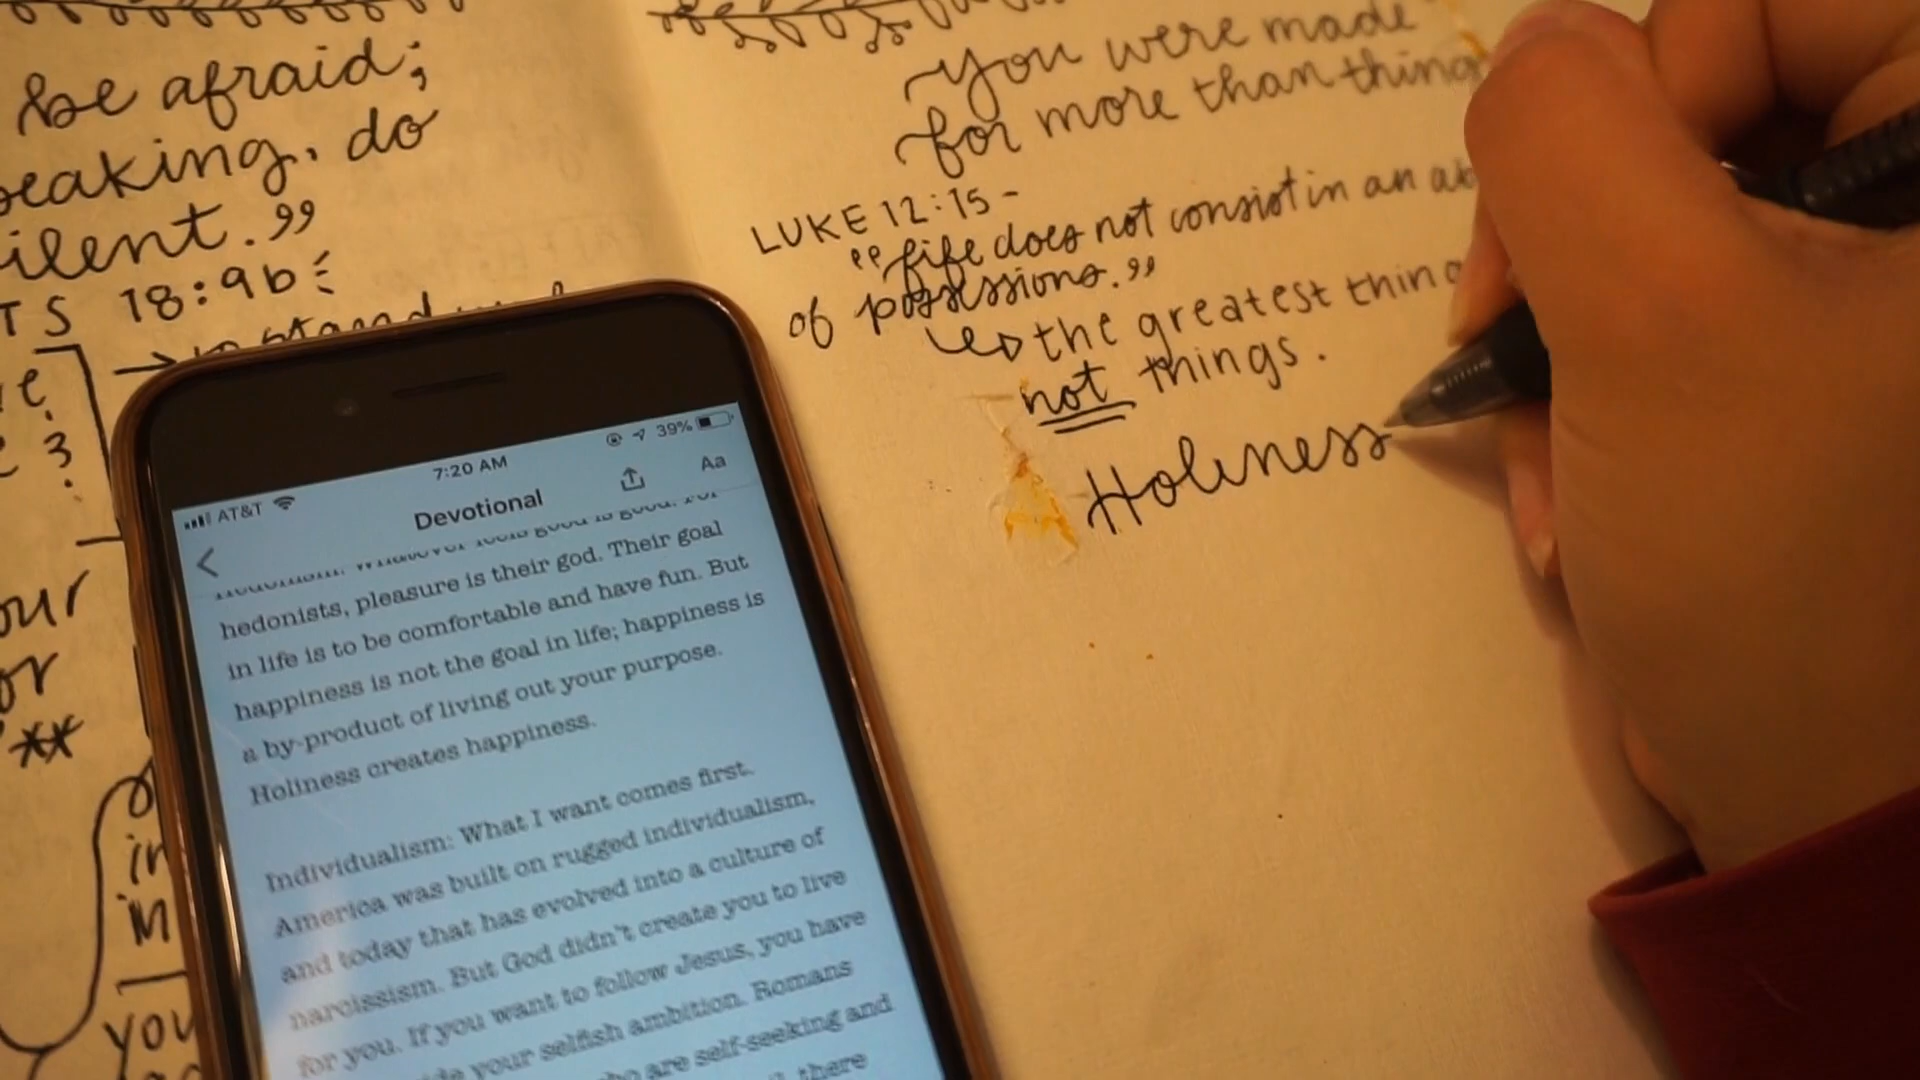 be afraid;
do
18:9b
you were made
for more than
LUKE 12:15 -
"life does not consist in an
of possessions."
the greatest
not things.
Holiness
AT&T 7:20 AM 39%
Devotional Aa
hedonists, pleasure is their god. Their goal
in life is to be comfortable and have fun. But
happiness is not the goal in life; happiness is
a by-product of living out your purpose.
Holiness creates happiness.
Individualism: What I want comes first.
America was built on rugged individualism,
and today that has evolved into a culture of
narcissism. But God didn't create you to live
for you. If you want to follow Jesus, you have
your selfish ambition. Romans
are self-seeking and
there